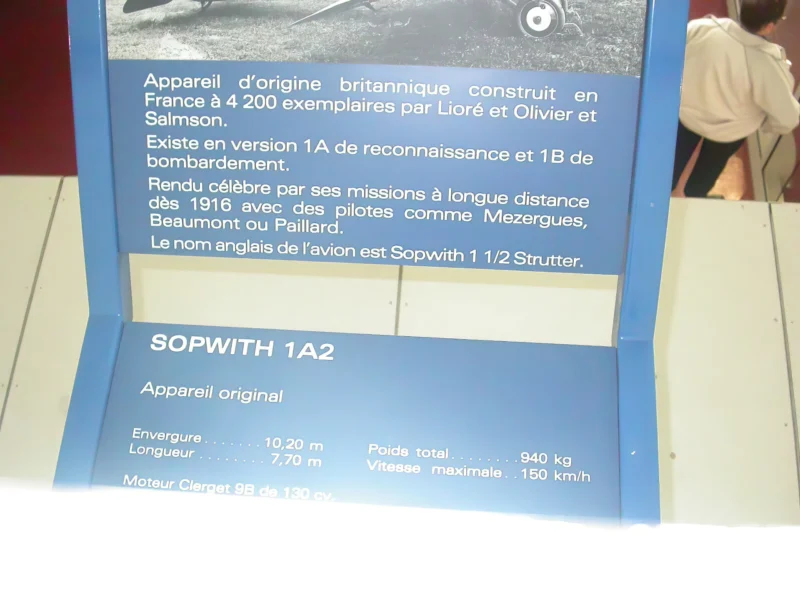 Appareil d'origine britannique construit en
France à 4 200 exemplaires par Lioré et Olivier et
Salmson.
Existe en version 1A de reconnaissance et 1B de
bombardement.
Rendu célèbre par ses missions à longue distance
dès 1916 avec des pilotes comme Mezergues,
Beaumont ou Paillard.
Le nom anglais de l'avion est Sopwith 1 1/2 Strutter.
SOPWITH 1A2
Appareil original
Envergure.......10,20 m
Longueur........7,70 m
Poids total........940 kg
Vitesse maximale..150 km/h
Moteur Clerget 9B de 130 cv.